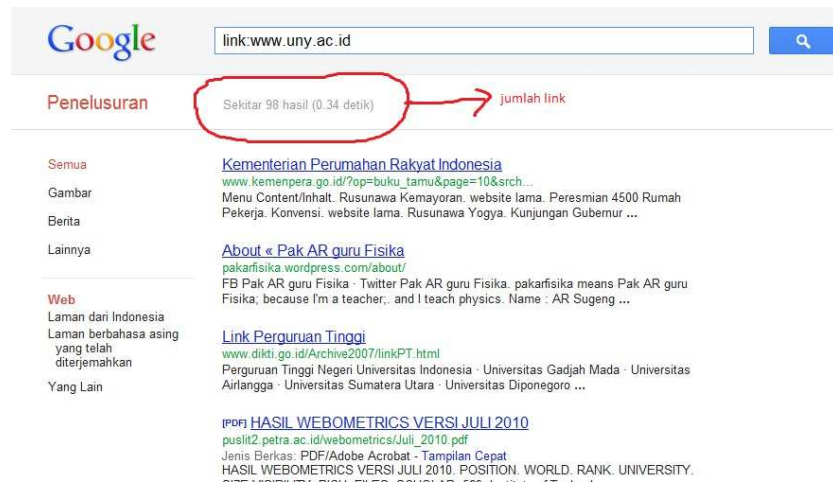 Google
link:www.uny.ac.id
Penelusuran
Sekitar 98 hasil (0.34 detik)
jumlah link
Semua
Gambar
Berita
Lainnya
Web
Laman dari Indonesia
Laman berbahasa asing
yang telah
diterjemahkan
Yang Lain
Kementerian Perumahan Rakyat Indonesia
www.kemenpera.go.id/?op=buku_tamu&page=10&srch...
Menu Content/Inhalt. Rusunawa Kemayoran. website lama. Peresmian 4500 Rumah
Pekerja. Konvensi. website lama. Rusunawa Yogya. Kunjungan Gubernur ...
About « Pak AR guru Fisika
pakarfisika.wordpress.com/about/
FB Pak AR guru Fisika · Twitter Pak AR guru Fisika. pakarfisika means Pak AR guru
Fisika; because I'm a teacher;. and I teach physics. Name : AR Sugeng ...
Link Perguruan Tinggi
www.dikti.go.id/Archive2007/linkPT.html
Perguruan Tinggi Negeri Universitas Indonesia · Universitas Gadjah Mada · Universitas
Airlangga · Universitas Sumatera Utara · Universitas Diponegoro ...
[PDF] HASIL WEBOMETRICS VERSI JULI 2010
puslit2.petra.ac.id/webometrics/Juli_2010.pdf
Jenis Berkas: PDF/Adobe Acrobat - Tampilan Cepat
HASIL WEBOMETRICS VERSI JULI 2010. POSITION. WORLD. RANK. UNIVERSITY.